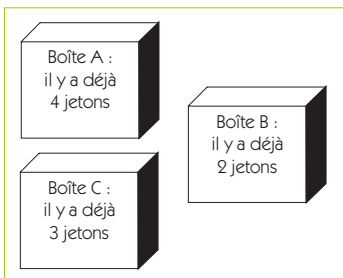 Boîte A :
il y a déjà
4 jetons
Boîte B :
il y a déjà
2 jetons
Boîte C :
il y a déjà
3 jetons